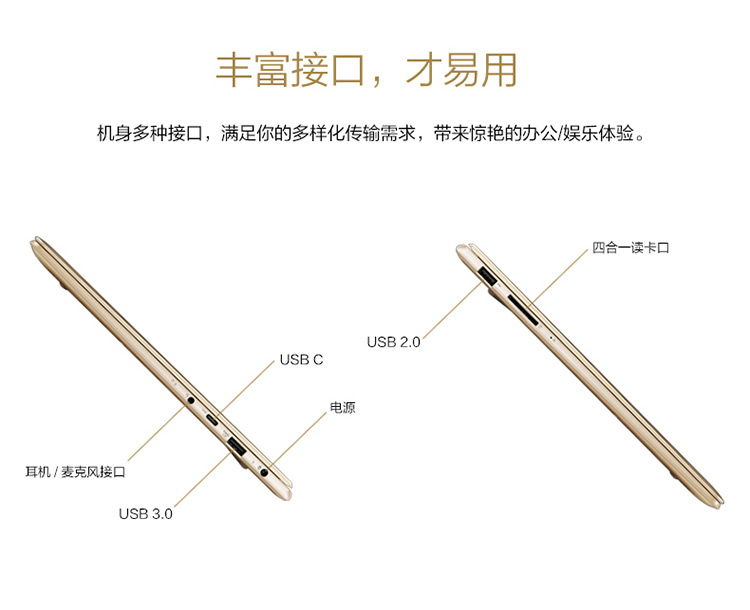 丰富接口，才易用
机身多种接口，满足你的多样化传输需求，带来惊艳的办公/娱乐体验。
四合一读卡口
USB 2.0
USB C
电源
耳机 / 麦克风接口
USB 3.0